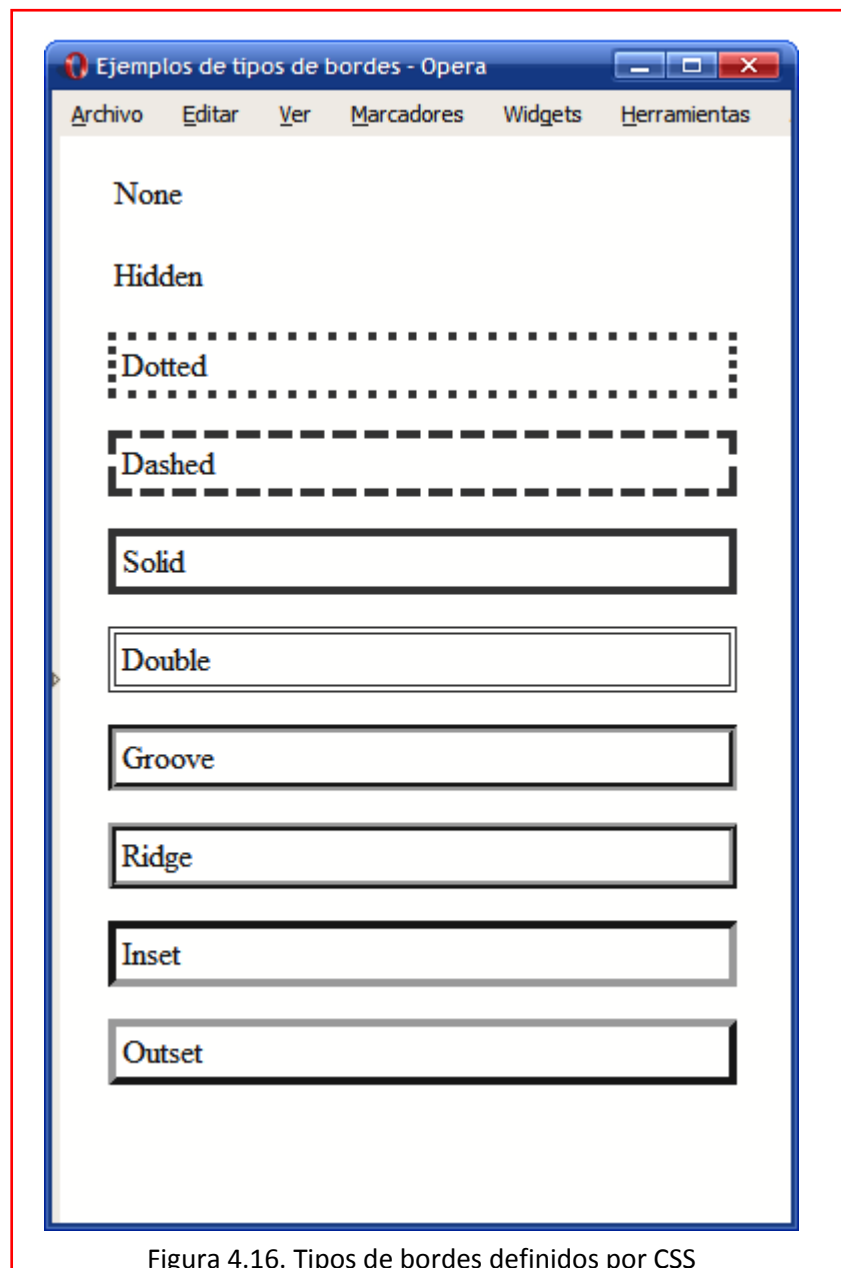 Ejemplos de tipos de bordes - Opera
Archivo Editar Ver Marcadores Widgets Herramientas
None
Hidden
Dotted
Dashed
Solid
Double
Groove
Ridge
Inset
Outset
Figura 4.16. Tipos de bordes definidos por CSS